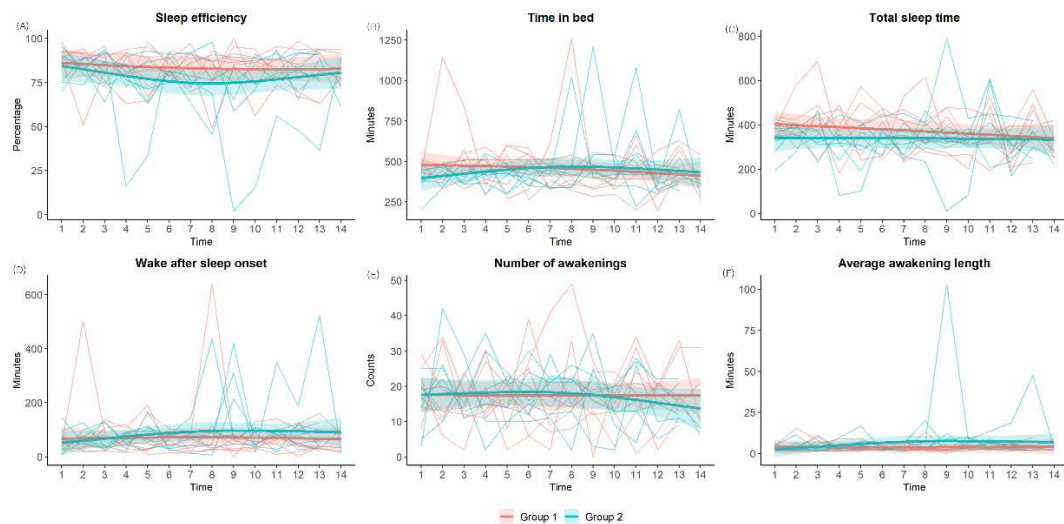 (A) Sleep efficiency
Percentage
100
75
50
25
0
1 2 3 4 5 6 7 8 9 10 11 12 13 14
Time
(B) Time in bed
Minutes
1250
1000
750
500
250
1 2 3 4 5 6 7 8 9 10 11 12 13 14
Time
(C) Total sleep time
Minutes
800
600
400
200
0
1 2 3 4 5 6 7 8 9 10 11 12 13 14
Time
(D) Wake after sleep onset
Minutes
600
400
200
0
1 2 3 4 5 6 7 8 9 10 11 12 13 14
Time
(E) Number of awakenings
Counts
50
40
30
20
10
0
1 2 3 4 5 6 7 8 9 10 11 12 13 14
Time
(F) Average awakening length
Minutes
100
75
50
25
0
1 2 3 4 5 6 7 8 9 10 11 12 13 14
Time
Group 1 Group 2